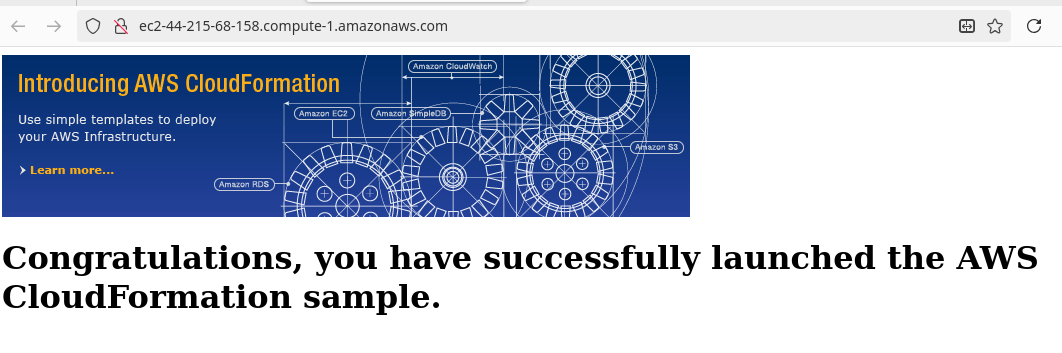 ec2-44-215-68-158.compute-1.amazonaws.com
Introducing AWS CloudFormation
Use simple templates to deploy
your AWS Infrastructure.
Learn more...
Amazon CloudWatch
Amazon EC2
Amazon SimpleDB
Amazon S3
Amazon RDS
Congratulations, you have successfully launched the AWS
CloudFormation sample.